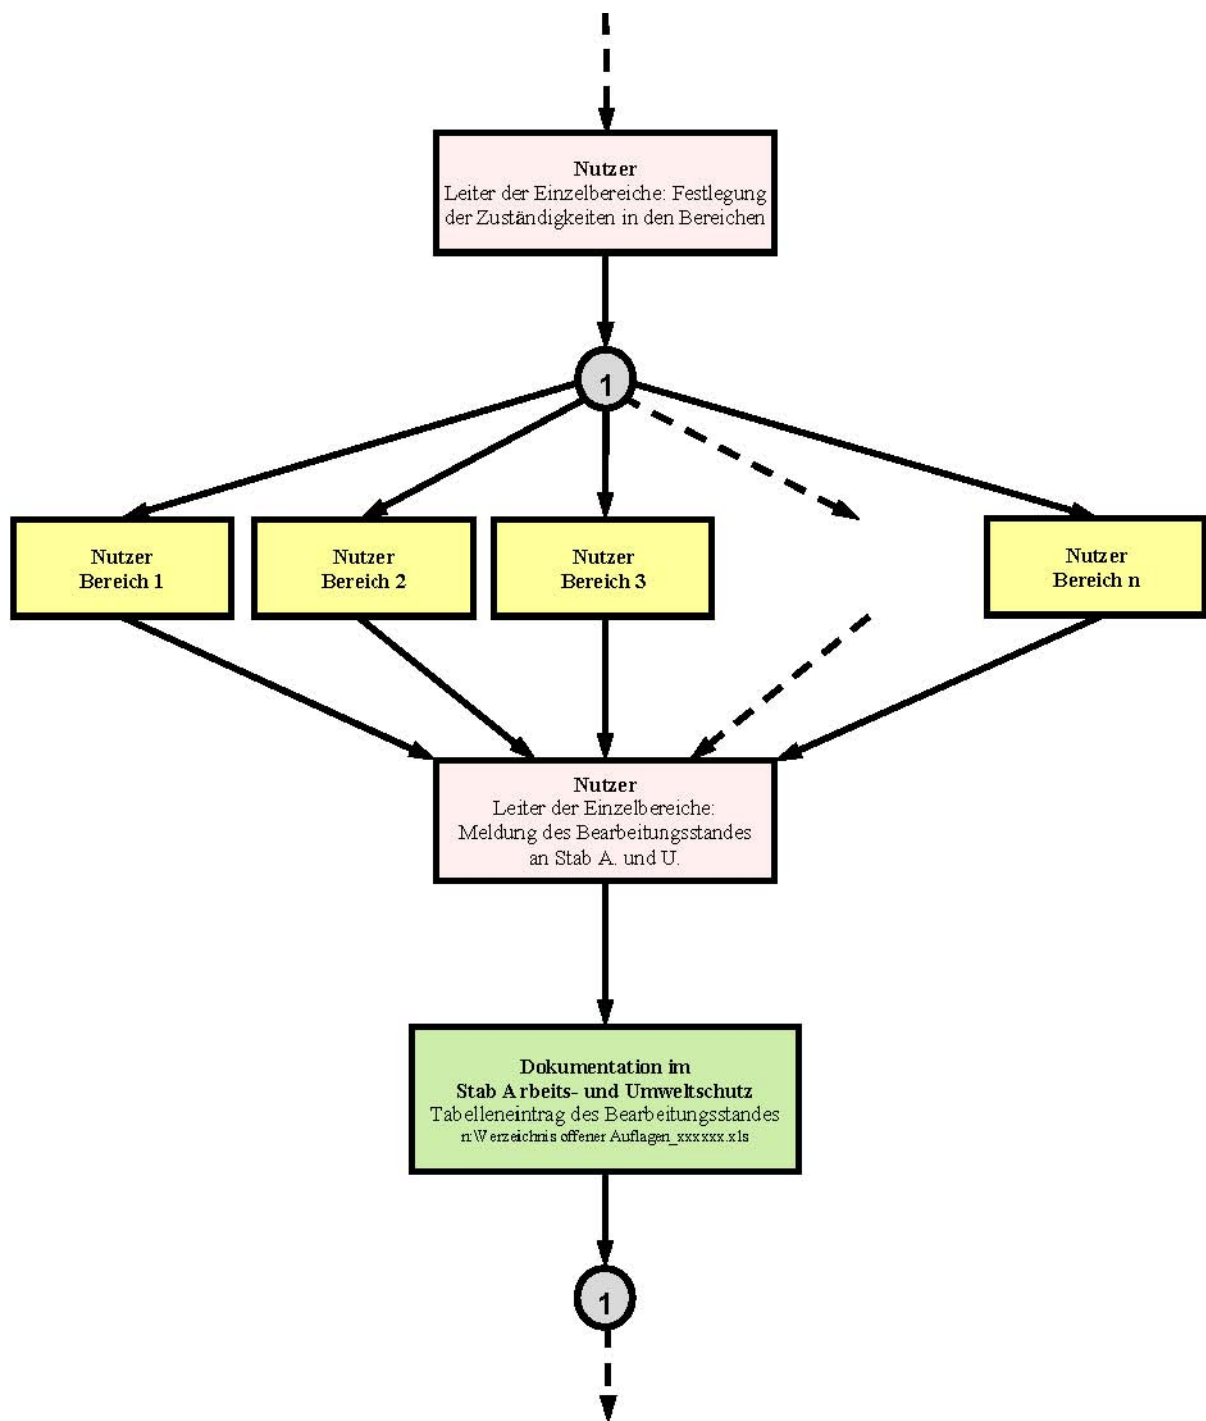 Nutzer
Leiter der Einzelbereiche: Festlegung
der Zuständigkeiten in den Bereichen
1
Nutzer
Bereich 1
Nutzer
Bereich 2
Nutzer
Bereich 3
Nutzer
Bereich n
Nutzer
Leiter der Einzelbereiche:
Meldung des Bearbeitungsstandes
an Stab A. und U.
Dokumentation im
Stab Arbeits- und Umweltschutz
Tabelleneintrag des Bearbeitungsstandes
n:\Verzeichnis offener Auflagen_xxxxxx.xls
1